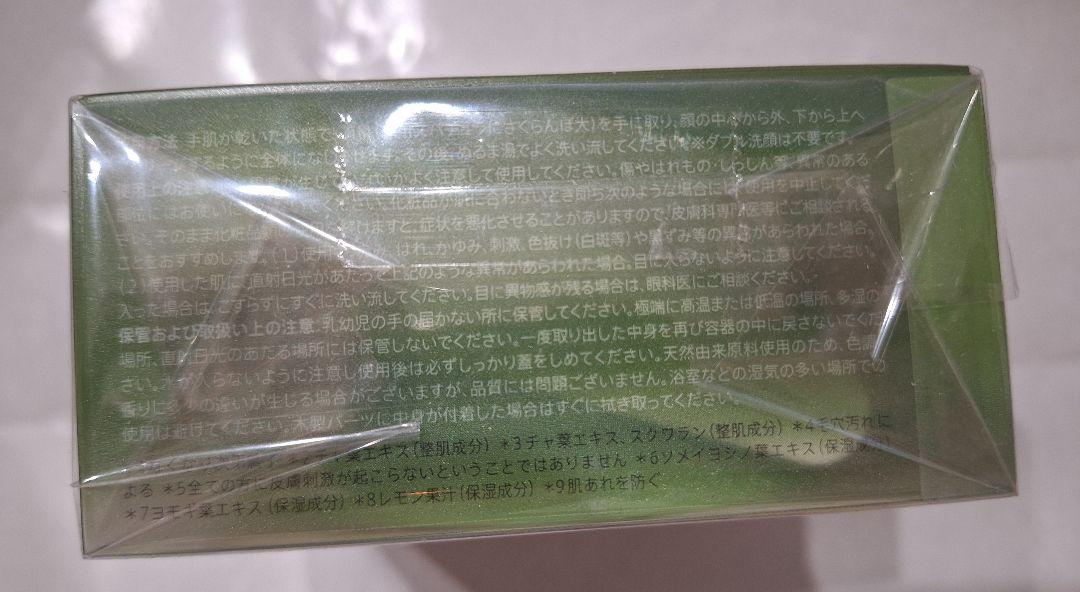 方法 手肌が乾いた状態で さくらんぼ大)を手に取り、顔の中心から外、下から上へ
るように全体になじませます。その後、ぬるま湯でよく洗い流してください。※ダブル洗顔は不要です。
使用上の注意 ないかよく注意して使用してください。傷やはれもの・しっしん等、異常のある
部位にはお使いに 化粧品が肌に合わないとき即ち次のような場合には、使用を中止してくだ
さい。そのまま化粧 続けますと、症状を悪化させることがありますので、皮膚科専門医等にご相談される
ことをおすすめします。(1)使用 はれ、かゆみ、刺激、色抜け(白斑等)や黒ずみ等の異常があらわれた場合。
(2)使用した肌に、直射日光があたって上記のような異常があらわれた場合。目に入らないように注意してください。
入った場合は、こすらずにすぐに洗い流してください。目に異物感が残る場合は、眼科医にご相談ください。
保管および取扱い上の注意 乳幼児の手の届かない所に保管してください。極端に高温または低温の場所、多湿の
場所、直射日光のあたる場所には保管しないでください。一度取り出した中身を再び容器の中に戻さないでくだ
さい。水が入らないように注意し使用後は必ずしっかり蓋をしめてください。天然由来原料使用のため、色調
香りに多少の違いが生じる場合がございますが、品質には問題ございません。浴室などの湿気の多い場所での
使用は避けてください。木製パーツに中身が付着した場合はすぐに拭き取ってください。
チャ葉エキス(整肌成分) *3チャ葉エキス、スクワラン(整肌成分) *4毛穴汚れに
よる *5全ての方に皮膚刺激が起こらないということではありません *6ソメイヨシノ葉エキス(保湿成分)
*7ヨモギ葉エキス(保湿成分) *8レモン果汁(保湿成分) *9肌あれを防ぐ